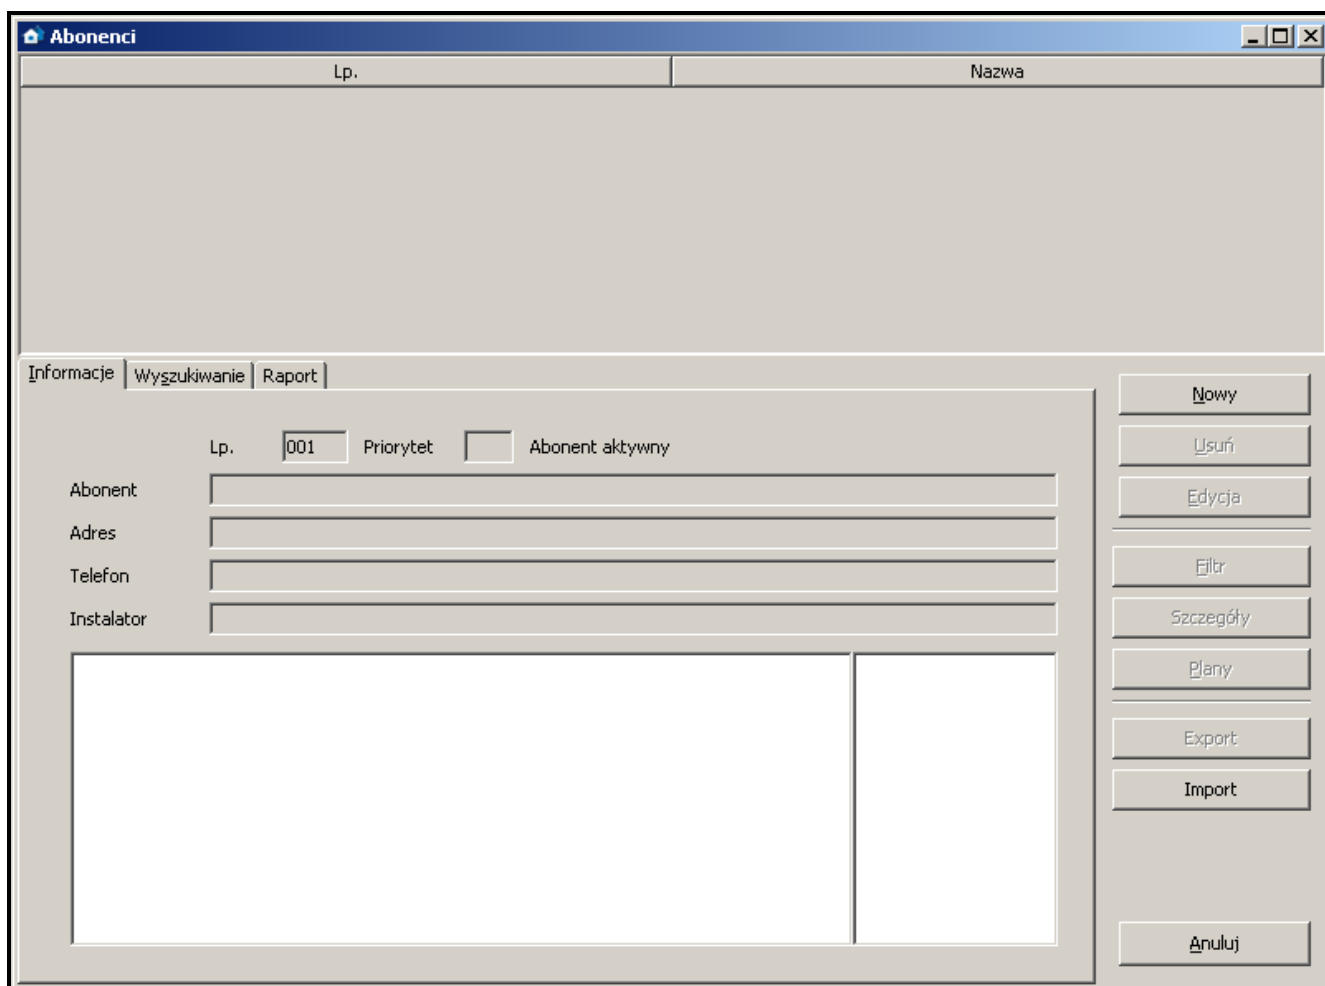 Abonenci
Lp. Nazwa
Informacje Wyszukiwanie Raport
Nowy
Lp. 001 Priorytet Abonent aktywny
Usuń
Abonent
Edycja
Adres
Telefon
Filtr
Instalator
Szczegóły
Plany
Export
Import
Anuluj